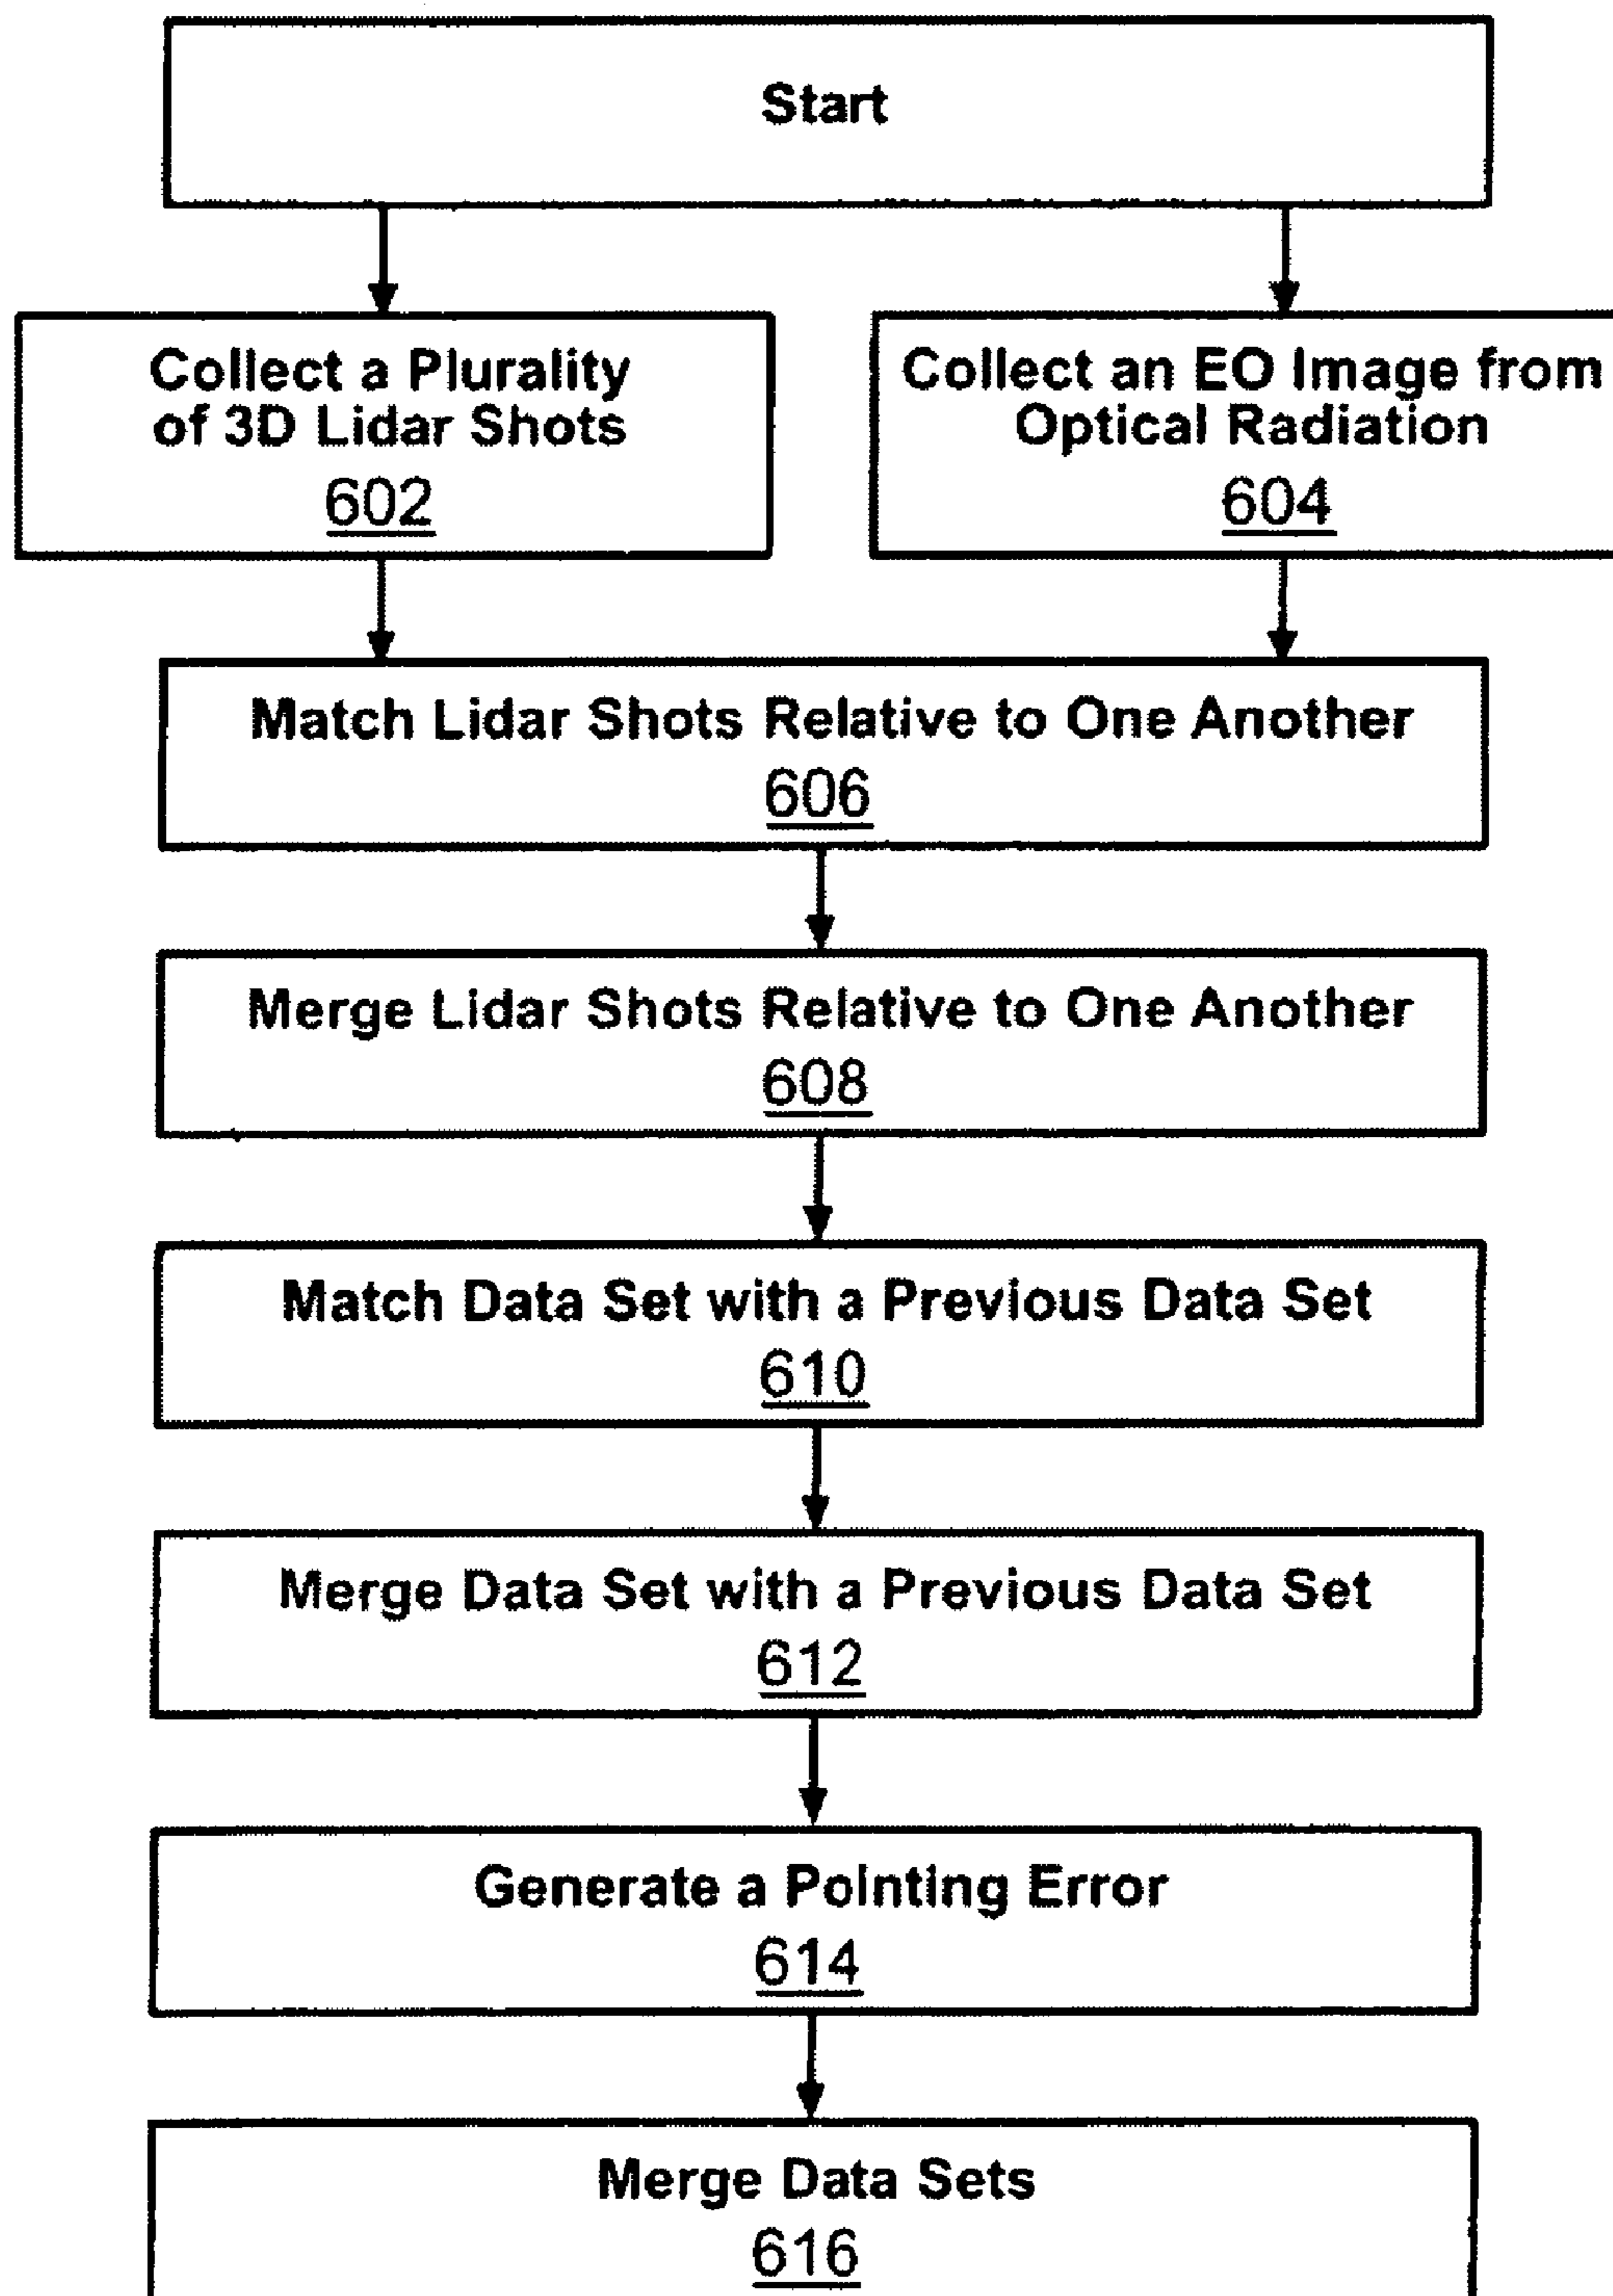 Start
Collect a Plurality
of 3D Lidar Shots
602
Collect an EO Image from
Optical Radiation
604
Match Lidar Shots Relative to One Another
606
Merge Lidar Shots Relative to One Another
608
Match Data Set with a Previous Data Set
610
Merge Data Set with a Previous Data Set
612
Generate a Pointing Error
614
Merge Data Sets
616